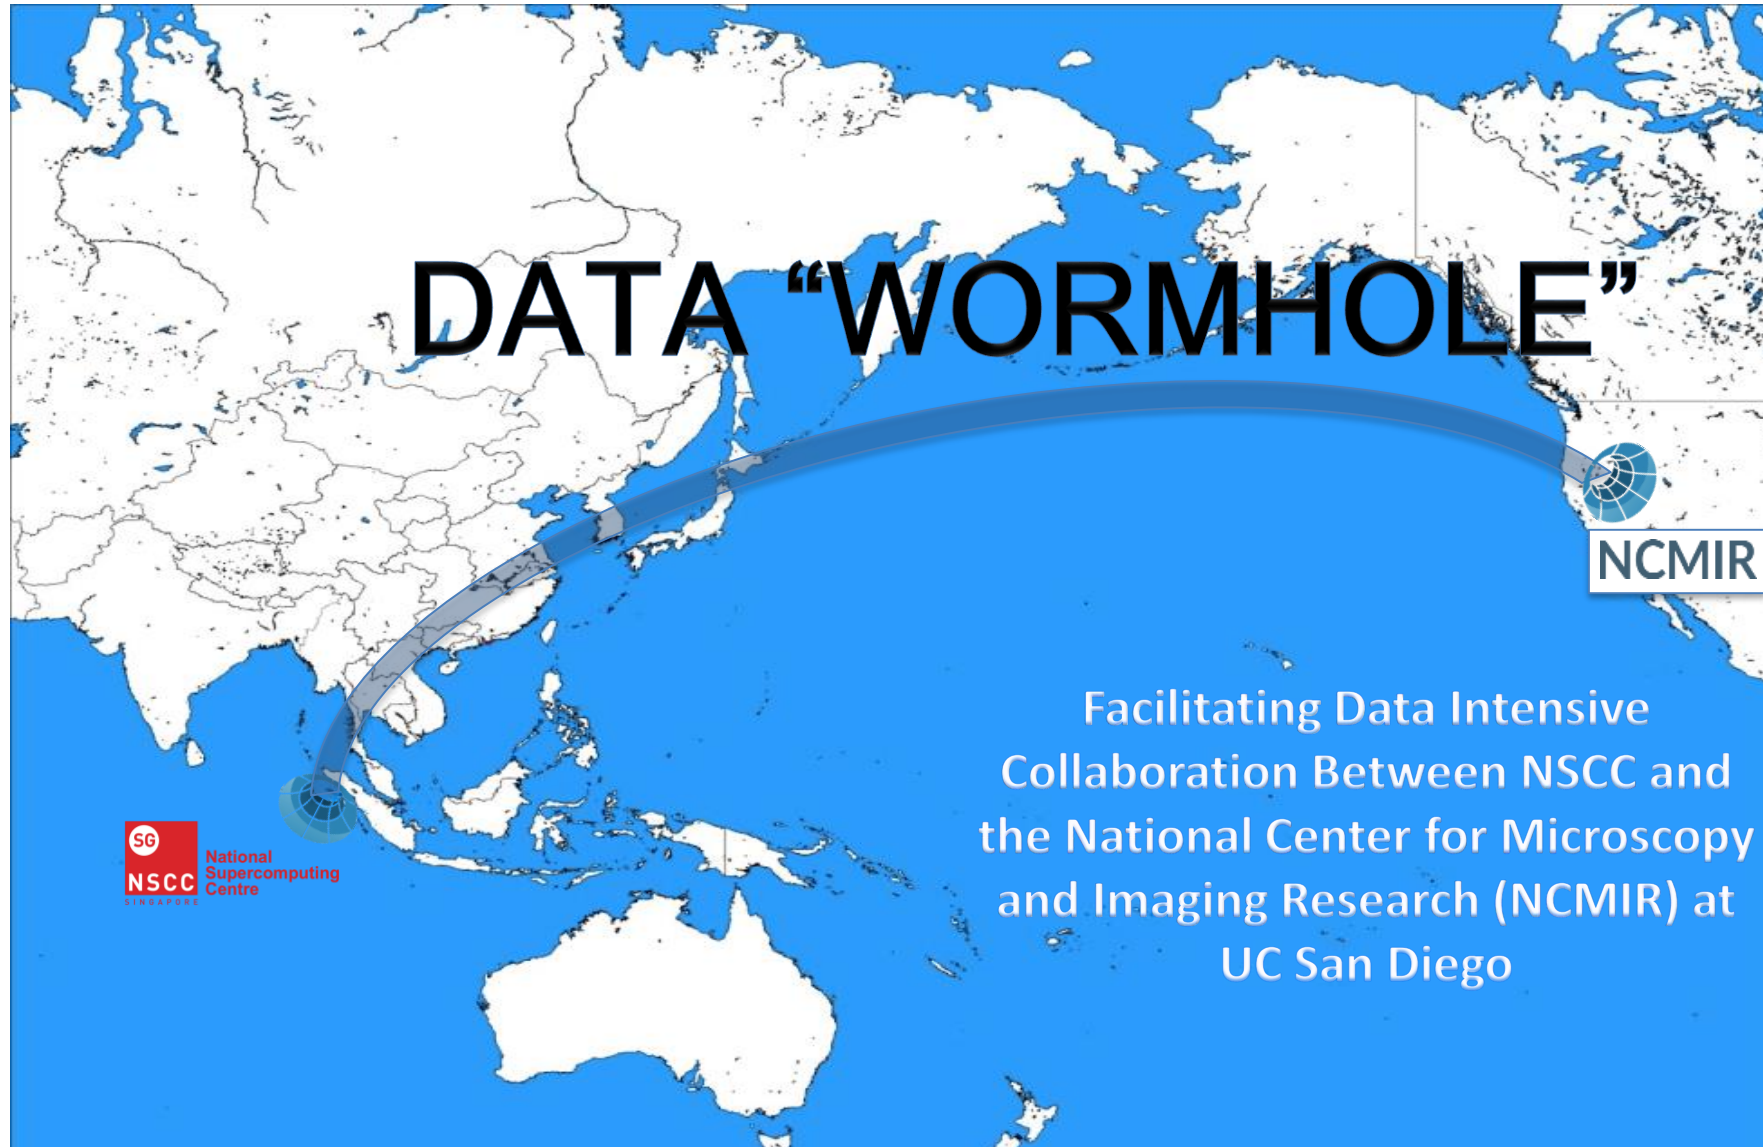 DATA “WORMHOLE”
NCMIR
Facilitating Data Intensive
Collaboration Between NSCC and
the National Center for Microscopy
and Imaging Research (NCMIR) at
UC San Diego
SG
NSCC
SINGAPORE
National
Supercomputing
Centre